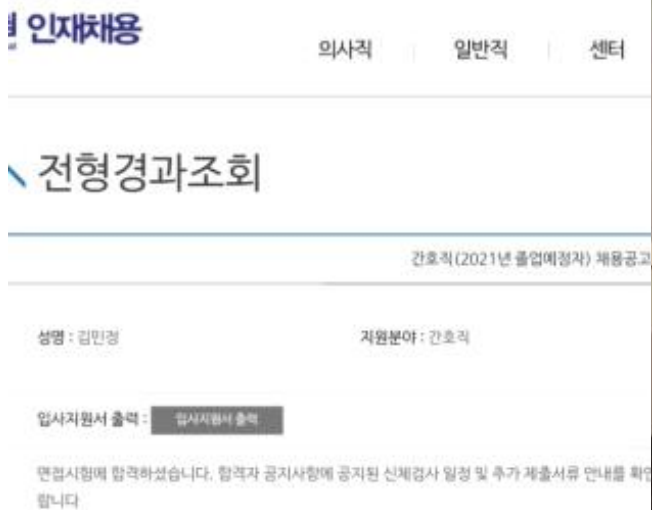 인재채용
의사직 일반직 센터
전형경과조회
간호직(2021년 졸업예정자) 채용공고
성명 : 김민정 지원분야 : 간호직
입사지원서 출력 : 입사지원서 출력
면접시험에 합격하셨습니다. 합격자 공지사항에 공지된 신체검사 일정 및 추가 제출서류 안내를 확인
랍니다